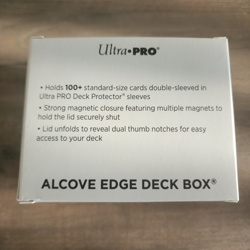 Ultra•PRO®
• Holds 100+ standard-size cards double-sleeved in
Ultra PRO Deck Protector® sleeves
• Strong magnetic closure featuring multiple magnets to
hold the lid securely shut
• Lid unfolds to reveal dual thumb notches for easy
access to your deck
ALCOVE EDGE DECK BOX®